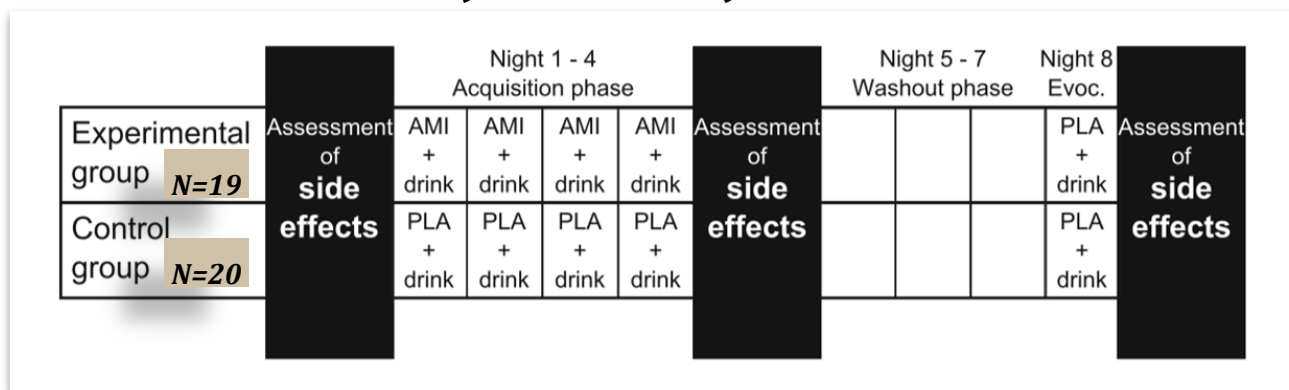 Night 1 - 4
Acquisition phase
Night 5 - 7
Washout phase
Night 8
Evoc.
Experimental
group N=19
Assessment
of
side
effects
AMI + drink
AMI + drink
AMI + drink
AMI + drink
Assessment
of
side
effects
PLA + drink
Assessment
of
side
effects
Control
group N=20
PLA + drink
PLA + drink
PLA + drink
PLA + drink
PLA + drink